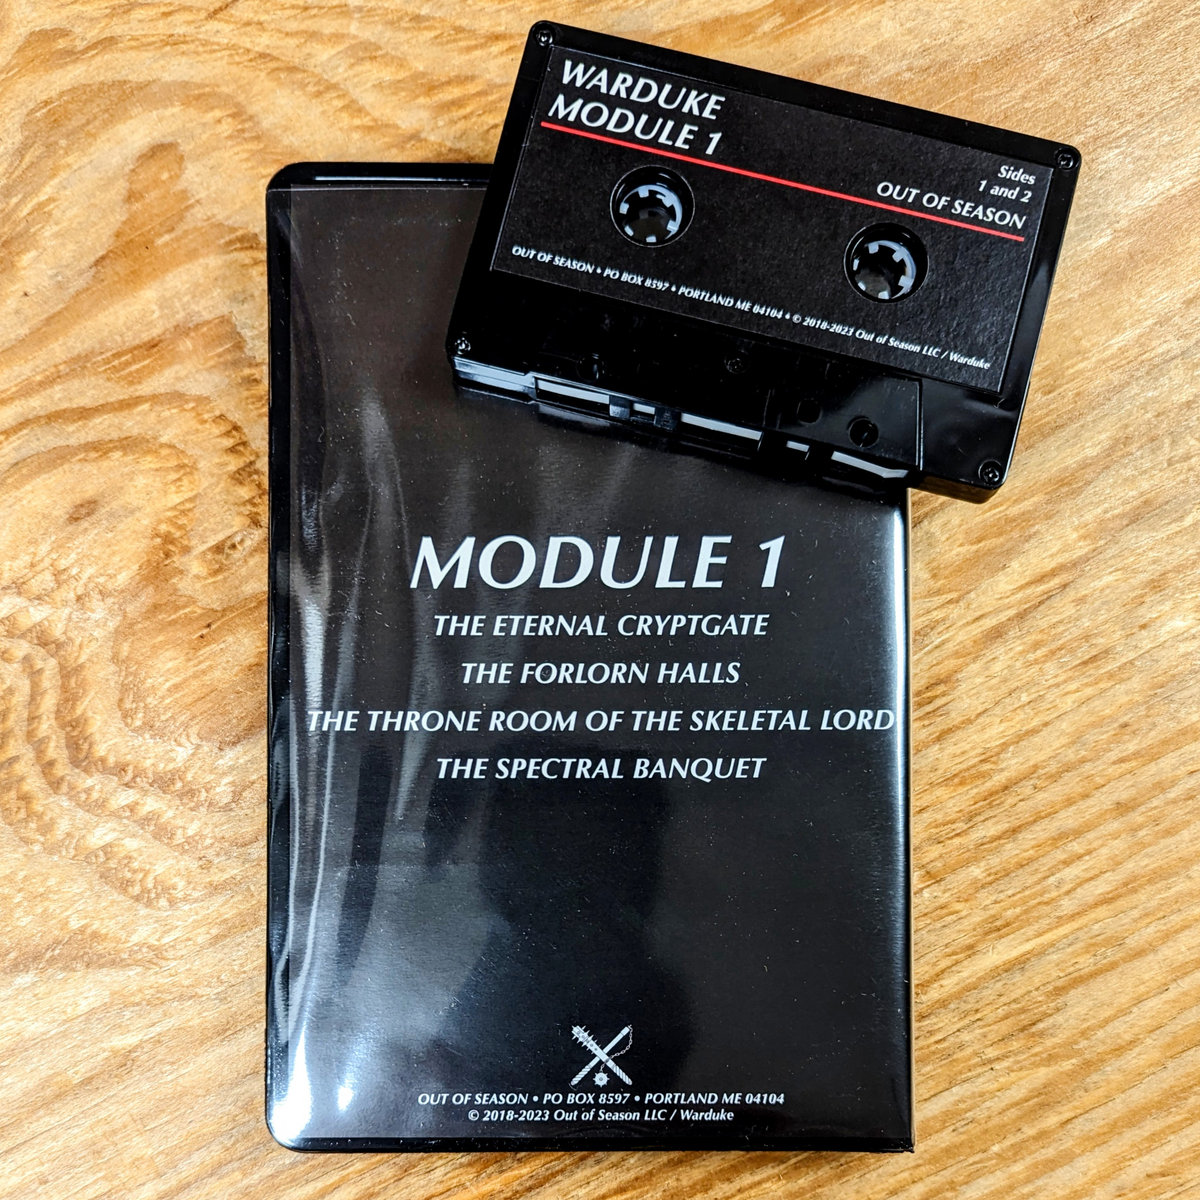 WARDUKE
MODULE 1
Sides
1 and 2
OUT OF SEASON
OUT OF SEASON • PO BOX 8597 • PORTLAND ME 04104 • © 2018-2023 Out of Season LLC / Warduke
MODULE 1
THE ETERNAL CRYPTGATE
THE FORLORN HALLS
THE THRONE ROOM OF THE SKELETAL LORD
THE SPECTRAL BANQUET
OUT OF SEASON • PO BOX 8597 • PORTLAND ME 04104
© 2018-2023 Out of Season LLC / Warduke